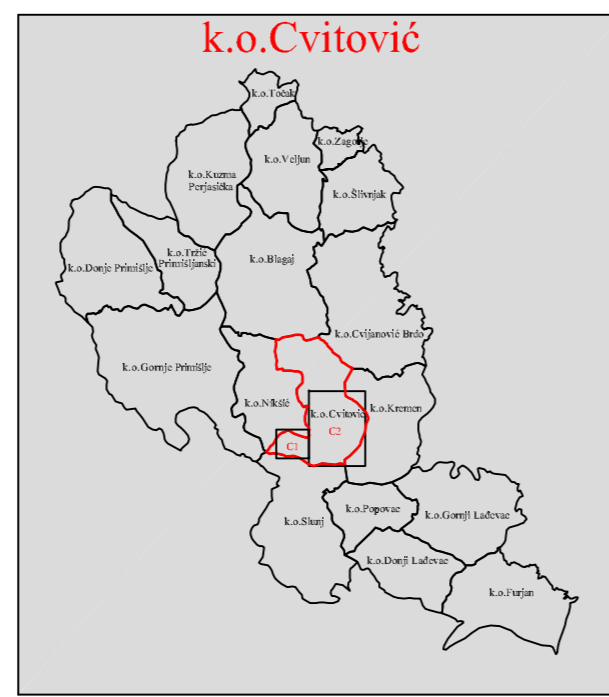 k.o.Cvitović
k.o.Točak
k.o.Zagorje
k.o.Veljun
k.o.Kuzma
Perjasička
k.o.Šlivnjak
k.o.Tržić
Primišljanski
k.o.Blagaj
k.o.Donje Primišlje
k.o.Cvijanović Brdo
k.o.Gornje Primišlje
k.o.Nikšić
k.o.Cvitović
k.o.Kremen
C2
C1
k.o.Popovac
k.o.Gornji Lađevac
k.o.Slunj
k.o.Donji Lađevac
k.o.Furjan